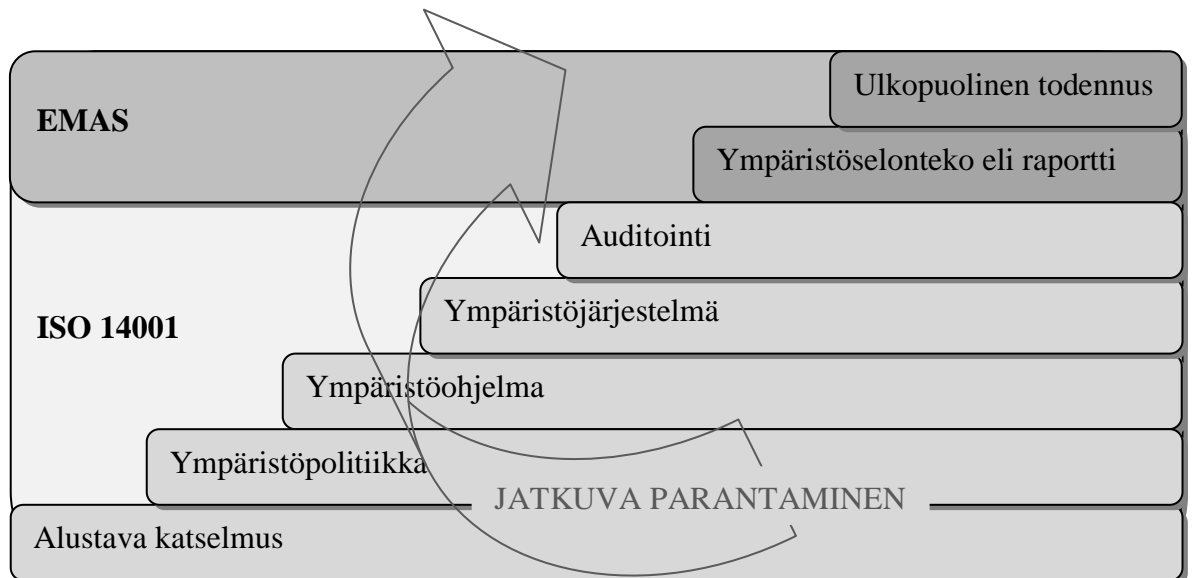 Ulkopuolinen todennus
EMAS
Ympäristöselonteko eli raportti
Auditointi
Ympäristöjärjestelmä
ISO 14001
Ympäristöohjelma
Ympäristöpolitiikka
JATKUVA PARANTAMINEN
Alustava katselmus